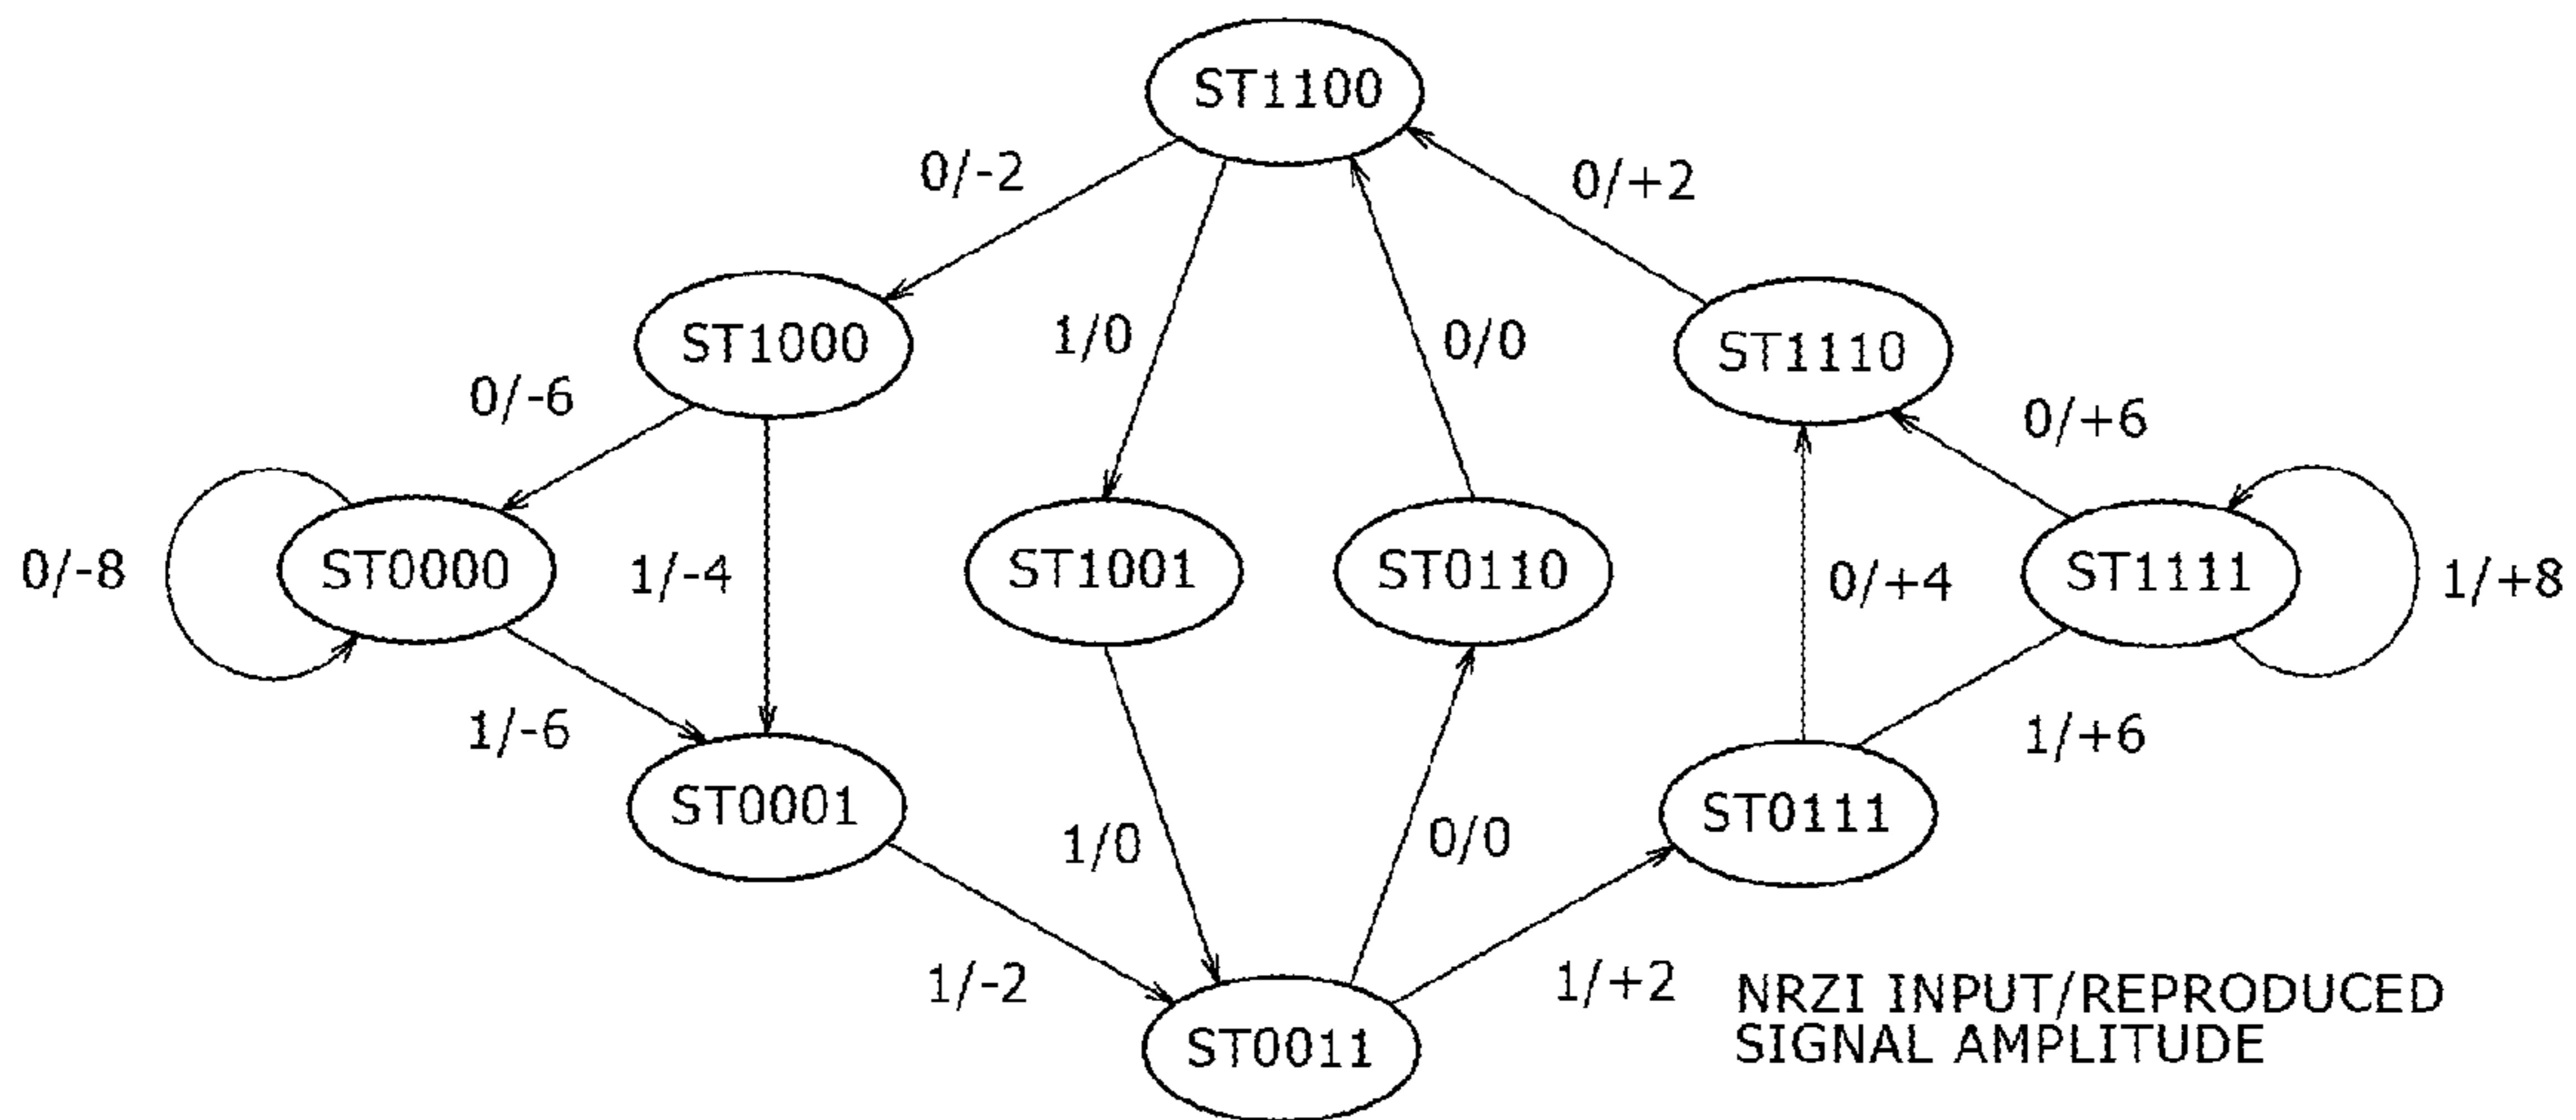 ST1100
0/-2
0/+2
ST1000
1/0
0/0
ST1110
0/-6
0/+6
0/-8
ST0000
1/-4
ST1001
ST0110
0/+4
ST1111
1/+8
1/-6
1/+6
ST0001
1/0
0/0
ST0111
1/-2
1/+2
NRZI INPUT/REPRODUCED
SIGNAL AMPLITUDE
ST0011